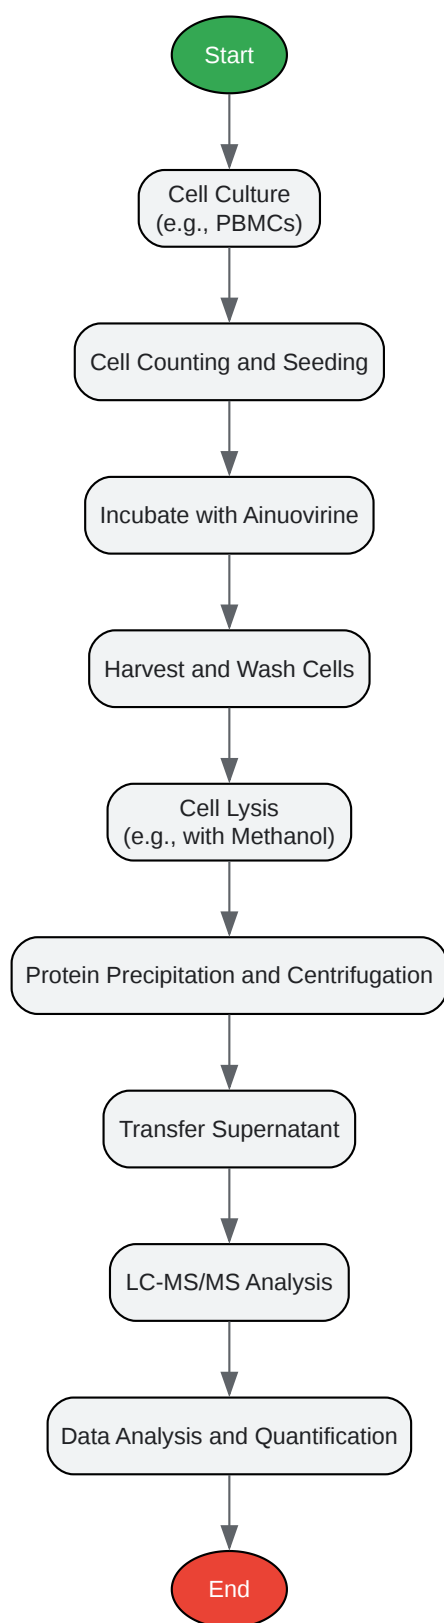 Start
Cell Culture
(e.g., PBMCs)
Cell Counting and Seeding
Incubate with Ainuovirine
Harvest and Wash Cells
Cell Lysis
(e.g., with Methanol)
Protein Precipitation and Centrifugation
Transfer Supernatant
LC-MS/MS Analysis
Data Analysis and Quantification
End